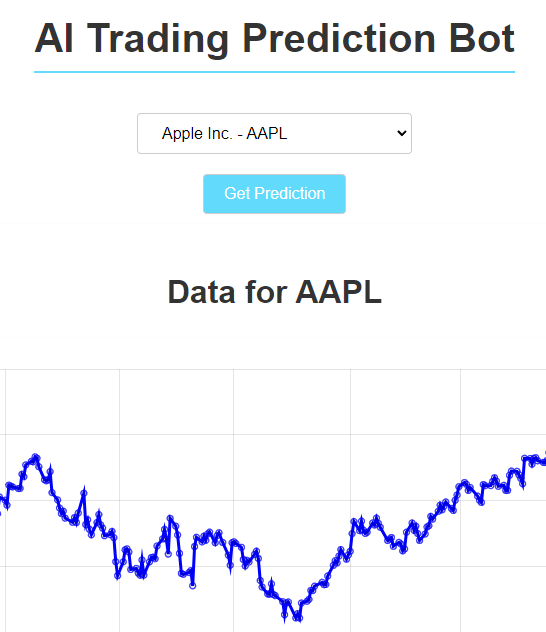 AI Trading Prediction Bot
Apple Inc. - AAPL
Get Prediction
Data for AAPL